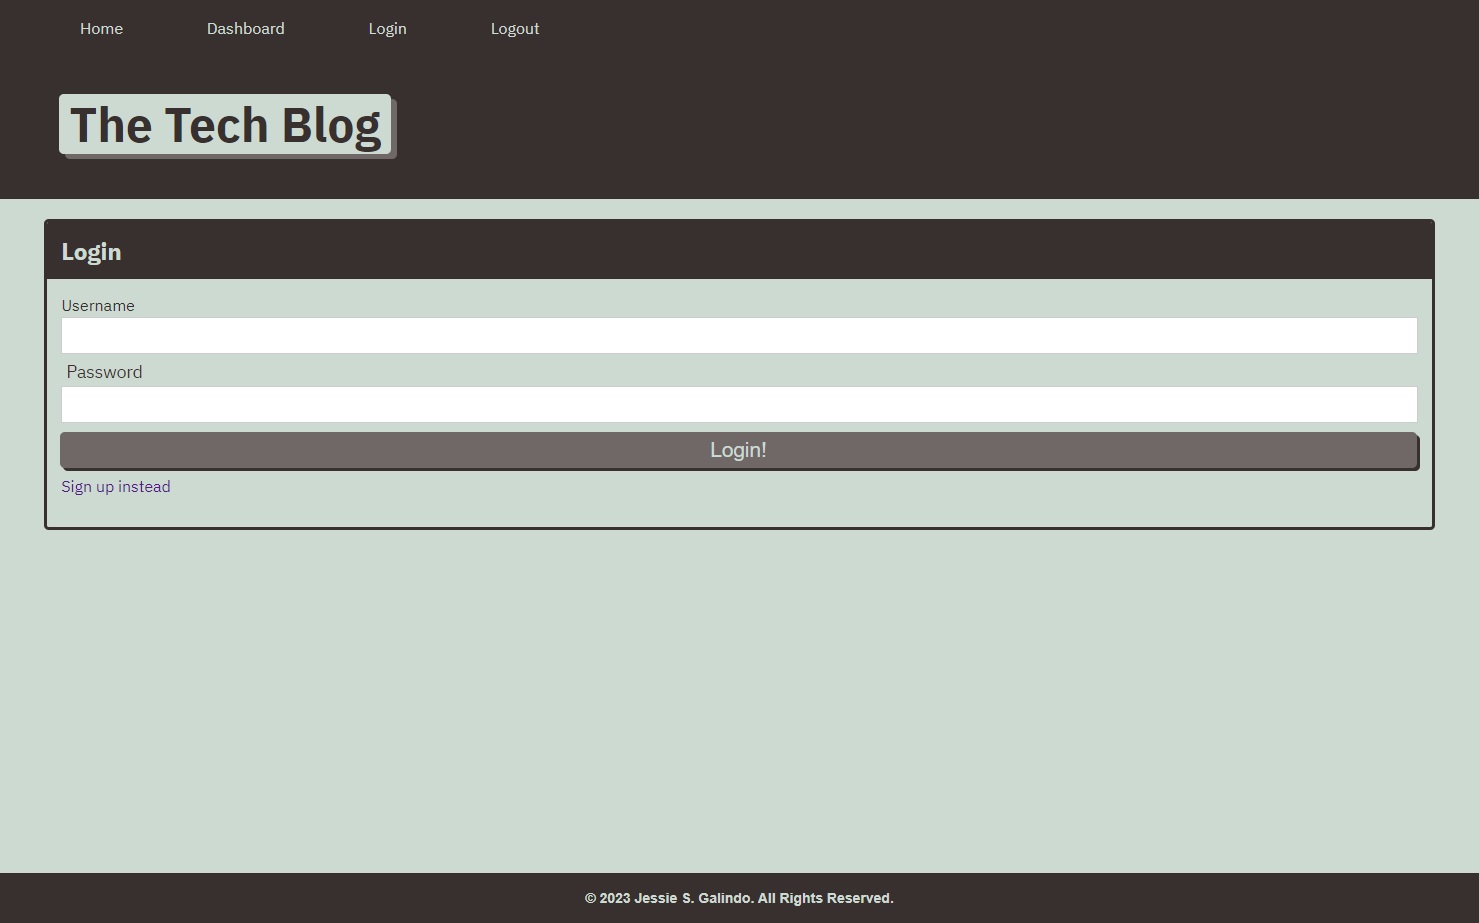 Home Dashboard Login Logout
The Tech Blog
Login
Username
Password
Login!
Sign up instead
© 2023 Jessie S. Galindo. All Rights Reserved.